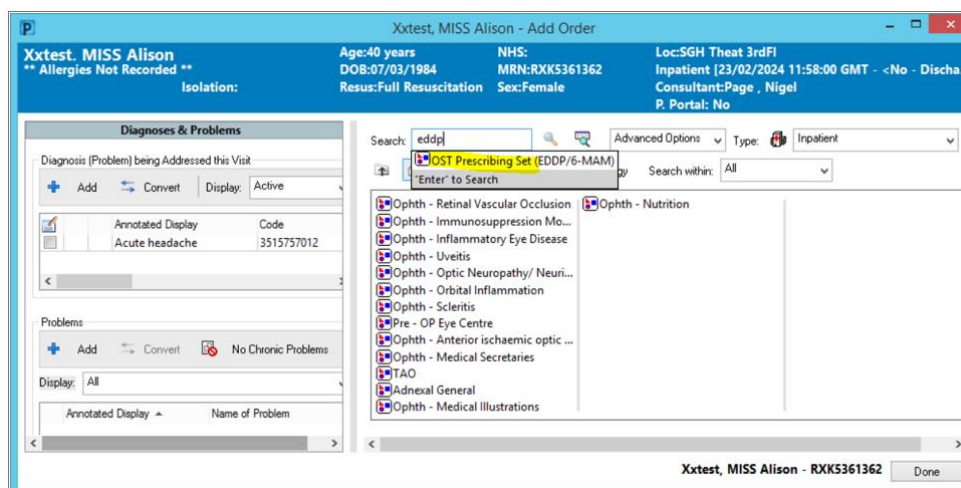 P
Xxtest, MISS Alison - Add Order
Xxtest. MISS Alison
** Allergies Not Recorded **
Isolation:
Age:40 years
DOB:07/03/1984
Resus:Full Resuscitation
NHS:
MRN:RXK5361362
Sex:Female
Loc:SGH Theat 3rdFl
Inpatient [23/02/2024 11:58:00 GMT - <No - Discha
Consultant:Page , Nigel
P. Portal: No
Diagnoses & Problems
Diagnosis (Problem) being Addressed this Visit
Add Convert Display: Active
Annotated Display Code
Acute headache 3515757012
Problems
Add Convert No Chronic Problems
Display: All
Annotated Display Name of Problem
Search: eddp Advanced Options Type: Inpatient
OST Prescribing Set (EDDP/6-MAM)
"Enter" to Search
Search within: All
Ophth - Retinal Vascular Occlusion
Ophth - Immunosuppression Mo...
Ophth - Inflammatory Eye Disease
Ophth - Uveitis
Ophth - Optic Neuropathy/ Neuri...
Ophth - Orbital Inflammation
Ophth - Scleritis
Pre - OP Eye Centre
Ophth - Anterior ischaemic optic ...
Ophth - Medical Secretaries
TAO
Adnexal General
Ophth - Medical Illustrations
Ophth - Nutrition
Xxtest, MISS Alison - RXK5361362
Done